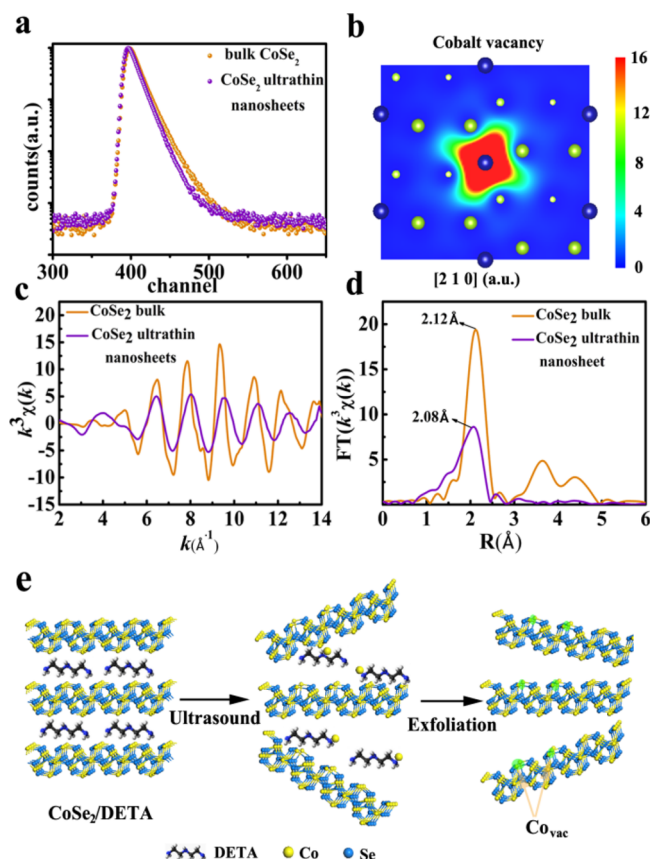 a
bulk CoSe2
CoSe2 ultrathin
nanosheets
counts(a.u.)
300 400 500 600
channel
b
Cobalt vacancy
16
12
8
4
0
[2 1 0] (a.u.)
c
CoSe2 bulk
CoSe2 ultrathin
nanosheets
k3χ(k)
20
15
10
5
0
-5
-10
-15
2 4 6 8 10 12 14
k(Å-1)
d
CoSe2 bulk
CoSe2 ultrathin
nanosheet
2.12Å
2.08Å
FT(k3χ(k))
20
15
10
5
0 1 2 3 4 5 6
R(Å)
e
Ultrasound
Exfoliation
CoSe2/DETA
Covac
DETA Co Se